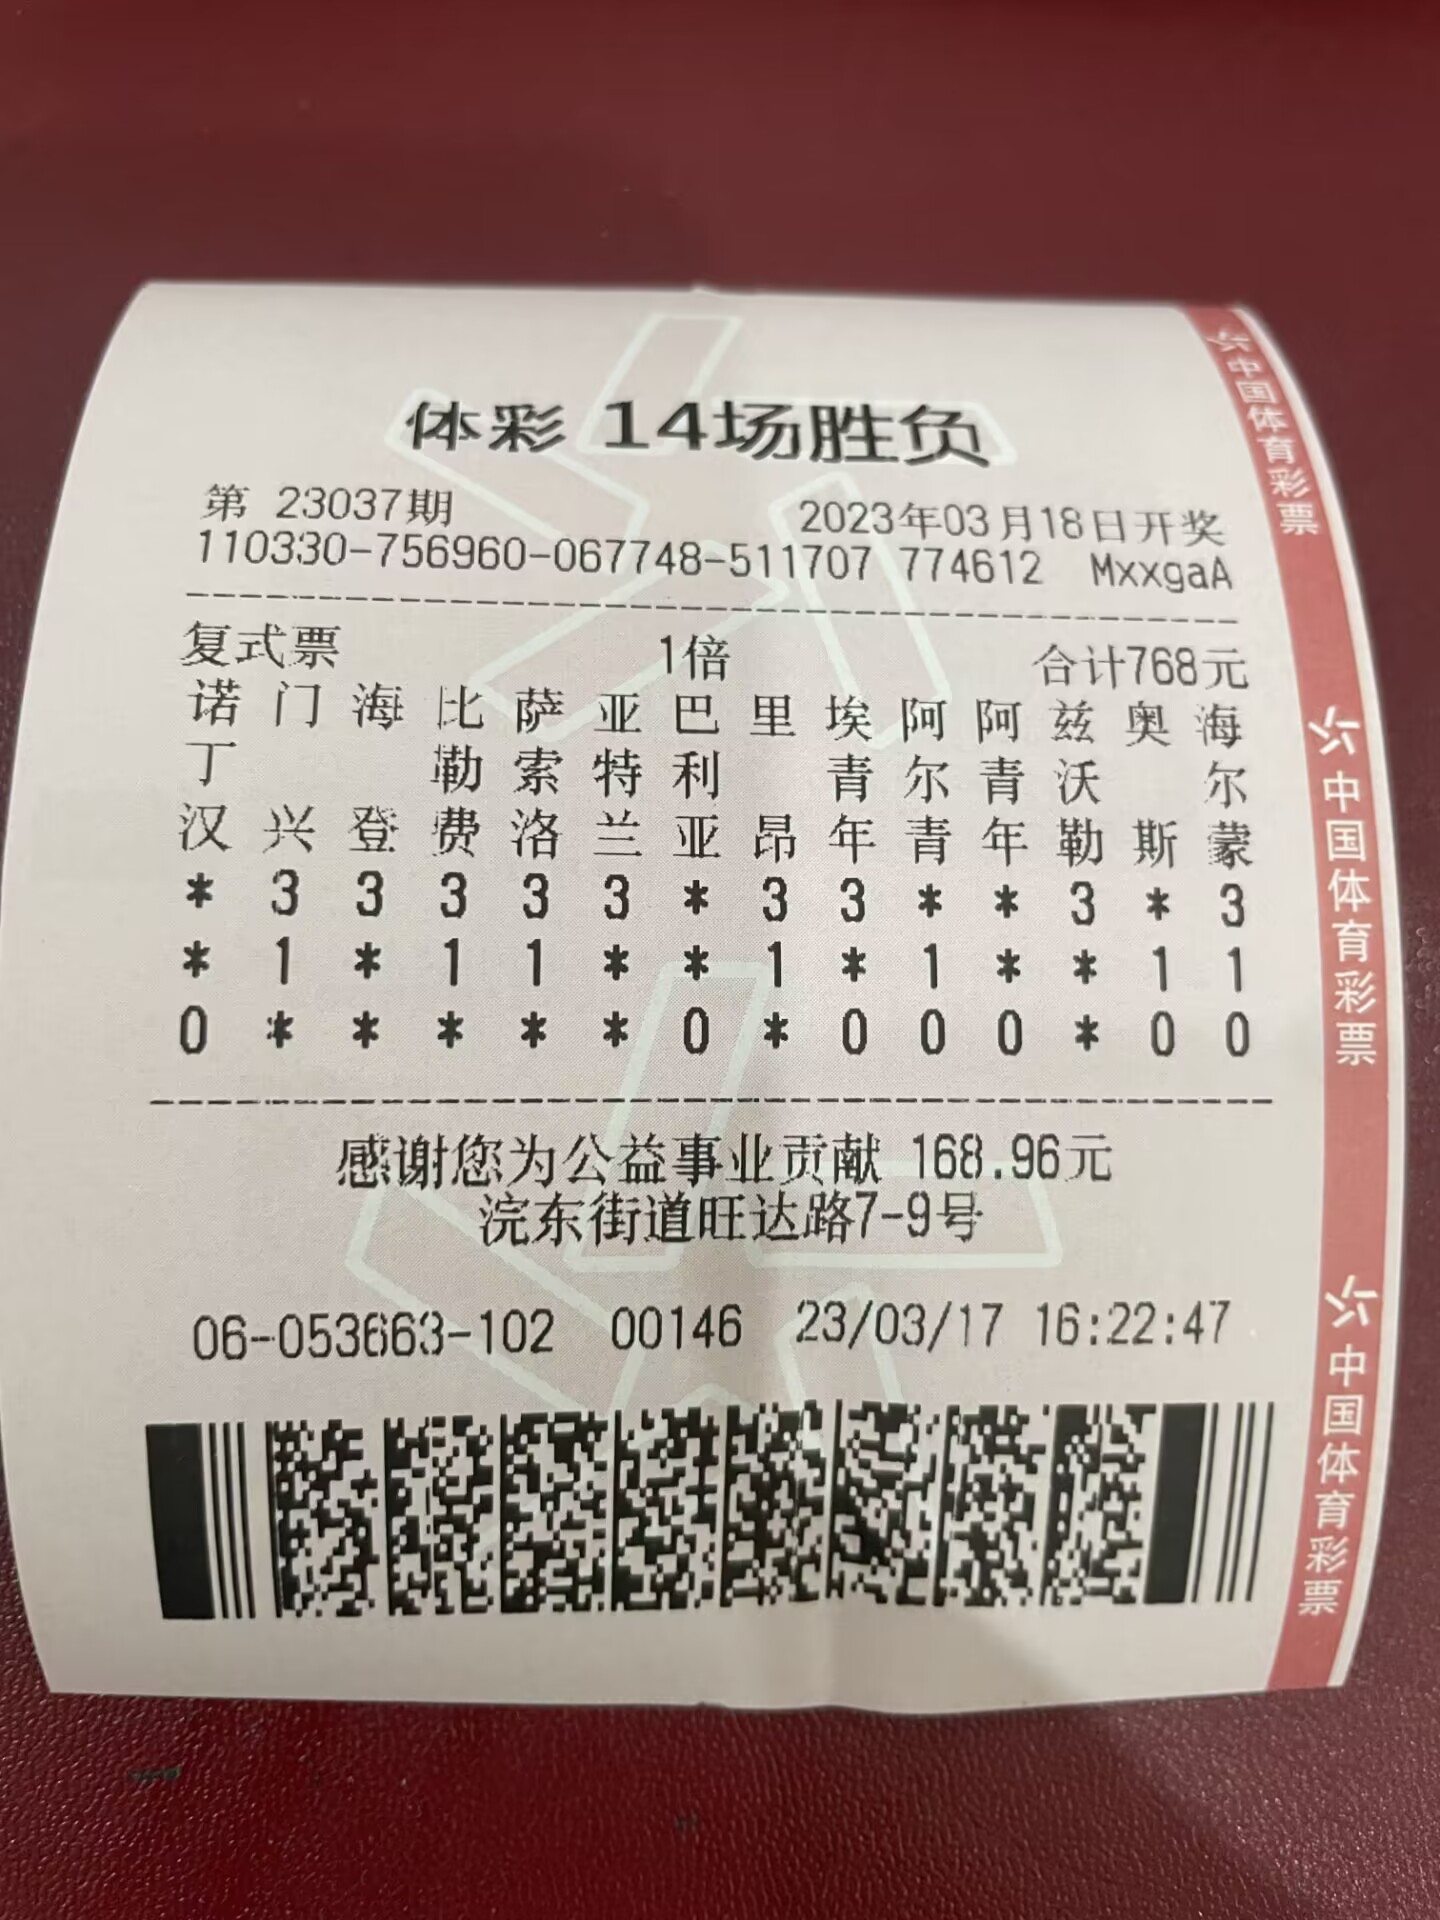 体彩 14场胜负
第 23037期 2023年03月18日开奖
110330-756960-067748-511707 774612 MxxgaA
复式票 1倍 合计768元
诺 门 海 比 萨 亚 巴 里 埃 阿 阿 兹 奥 海
丁 勒 索 特 利 青 尔 青 沃 尔
汉 兴 登 费 洛 兰 亚 昂 年 青 年 勒 斯 蒙
* 3 3 3 3 3 * 3 3 * * 3 * 3
* 1 * 1 1 * * 1 * 1 * * 1 1
0 * * * * * 0 * 0 0 0 * 0 0
感谢您为公益事业贡献 168.96元
浣东街道旺达路7-9号
06-053663-102 00146 23/03/17 16:22:47
中国体育彩票
中国体育彩票
中国体育彩票